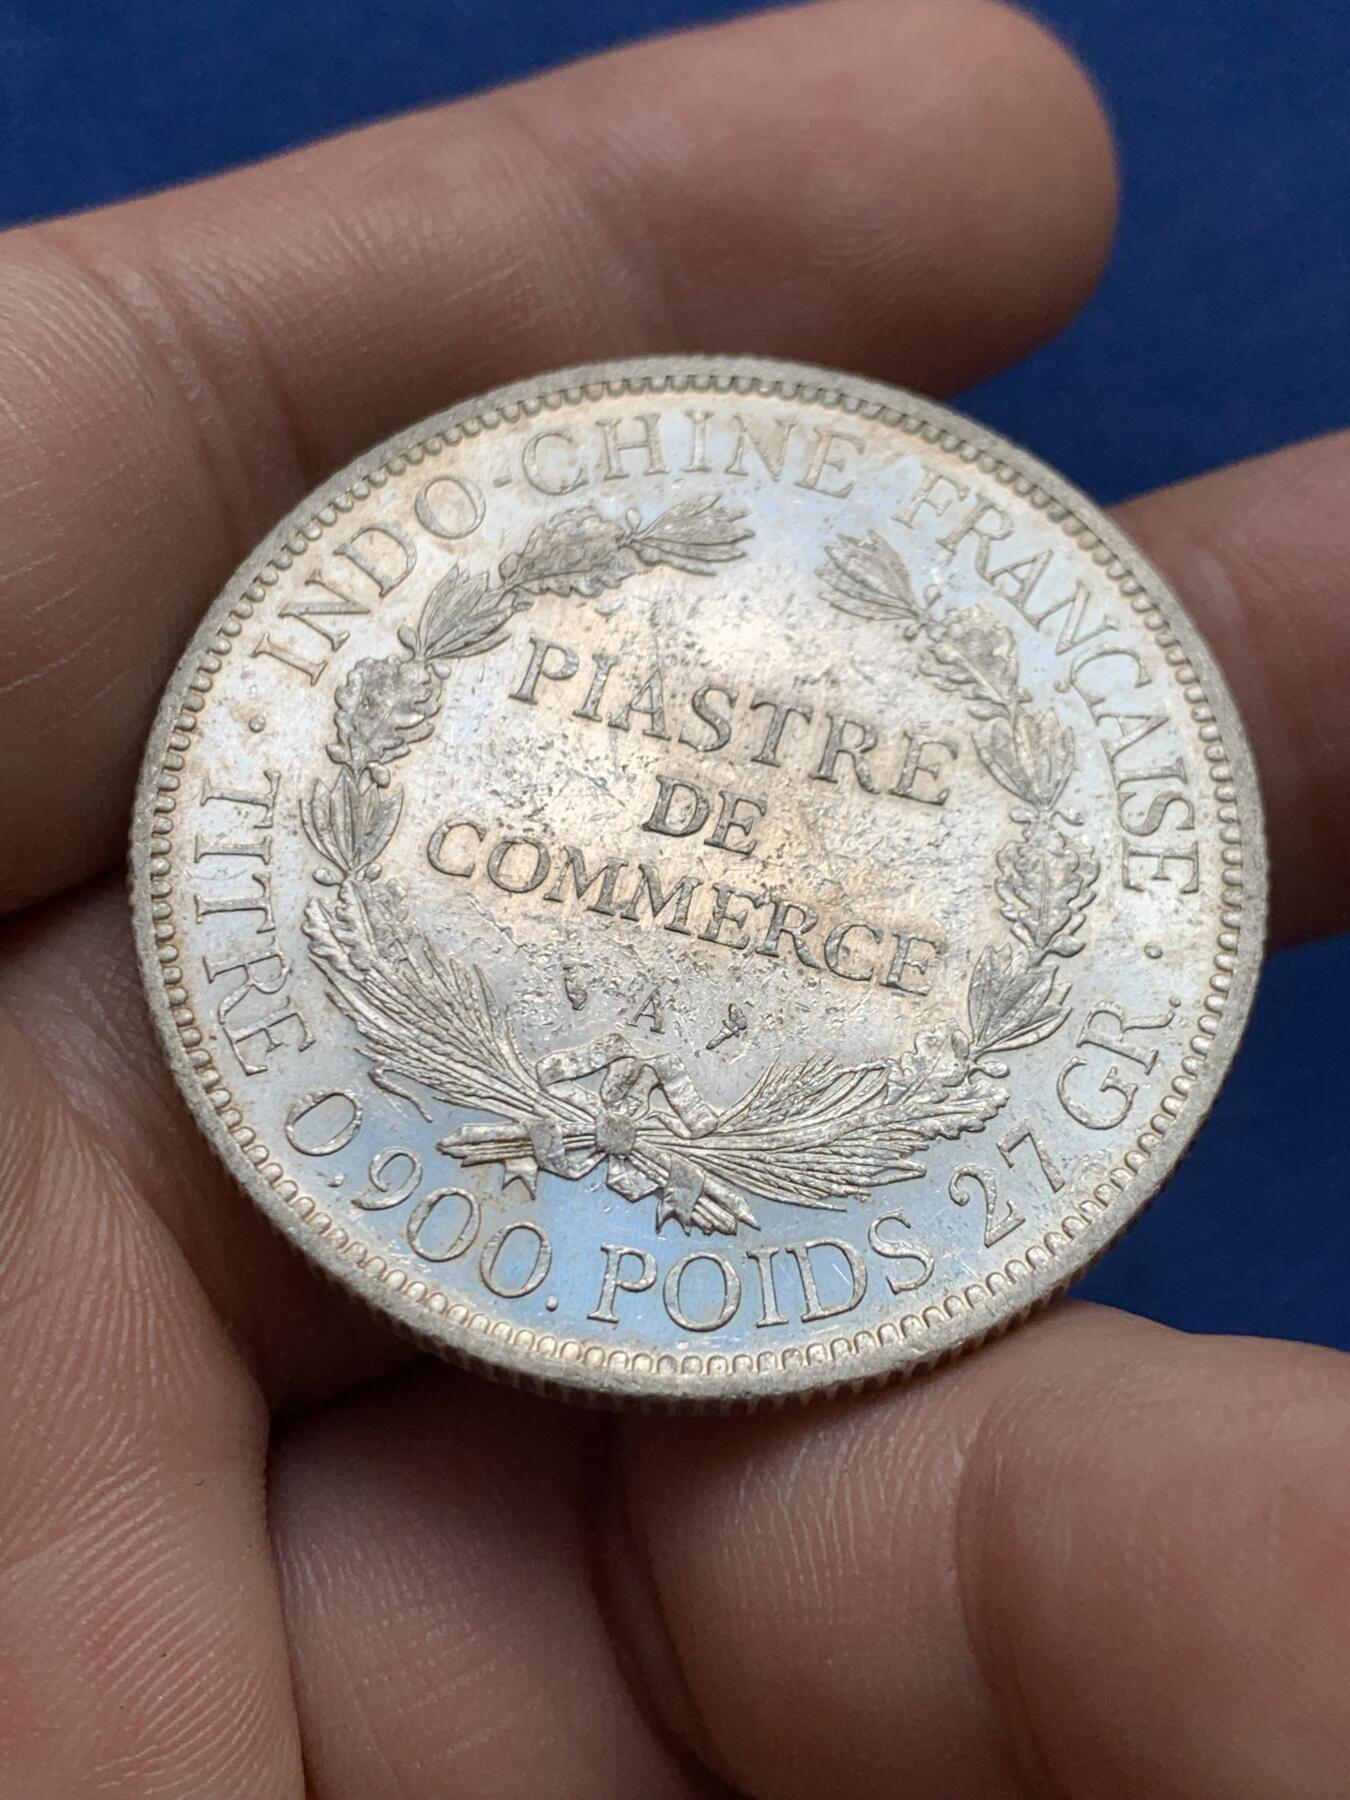 INDO-CHINE FRANÇAISE
PIASTRE
DE
COMMERCE
A
· TITRE 0.900. POIDS 27 GR. ·